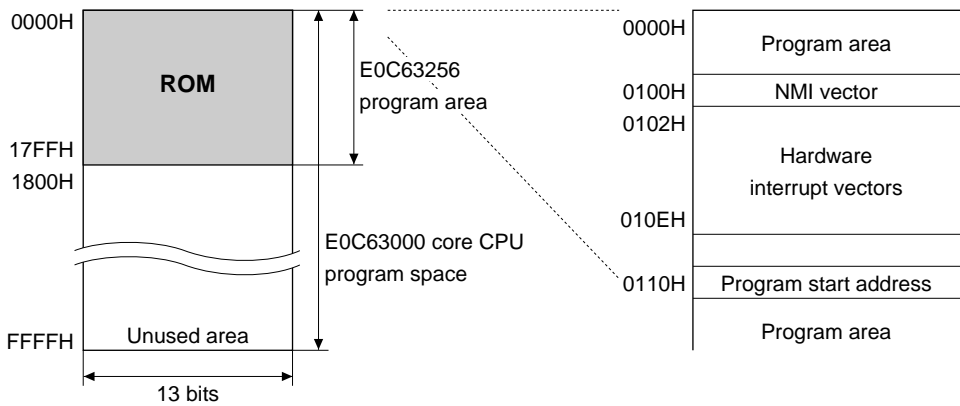 0000H
ROM
17FFH
1800H
FFFFH
Unused area
13 bits
E0C63256
program area
E0C63000 core CPU
program space
0000H
Program area
0100H
NMI vector
0102H
Hardware
interrupt vectors
010EH
0110H
Program start address
Program area